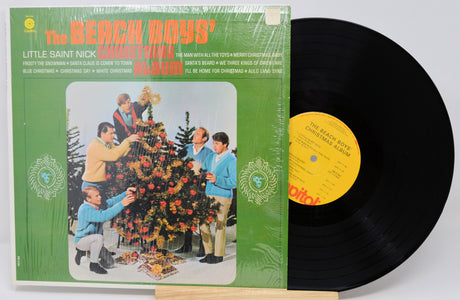 The BEACH BOYS'
CHRISTMAS
ALBUM
LITTLE SAINT NICK
THE MAN WITH ALL THE TOYS • MERRY CHRISTMAS, BABY
FROSTY THE SNOWMAN • SANTA CLAUS IS COMIN' TO TOWN
SANTA'S BEARD • WE THREE KINGS OF ORIENT ARE
BLUE CHRISTMAS • CHRISTMAS DAY • WHITE CHRISTMAS
I'LL BE HOME FOR CHRISTMAS • AULD LANG SYNE
THE BEACH BOYS'
CHRISTMAS ALBUM
Capitol